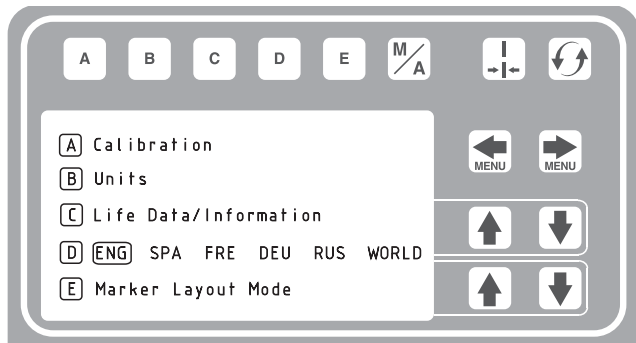 A B C D E M/A
MENU MENU
A Calibration
B Units
C Life Data/Information
D ENG SPA FRE DEU RUS WORLD
E Marker Layout Mode